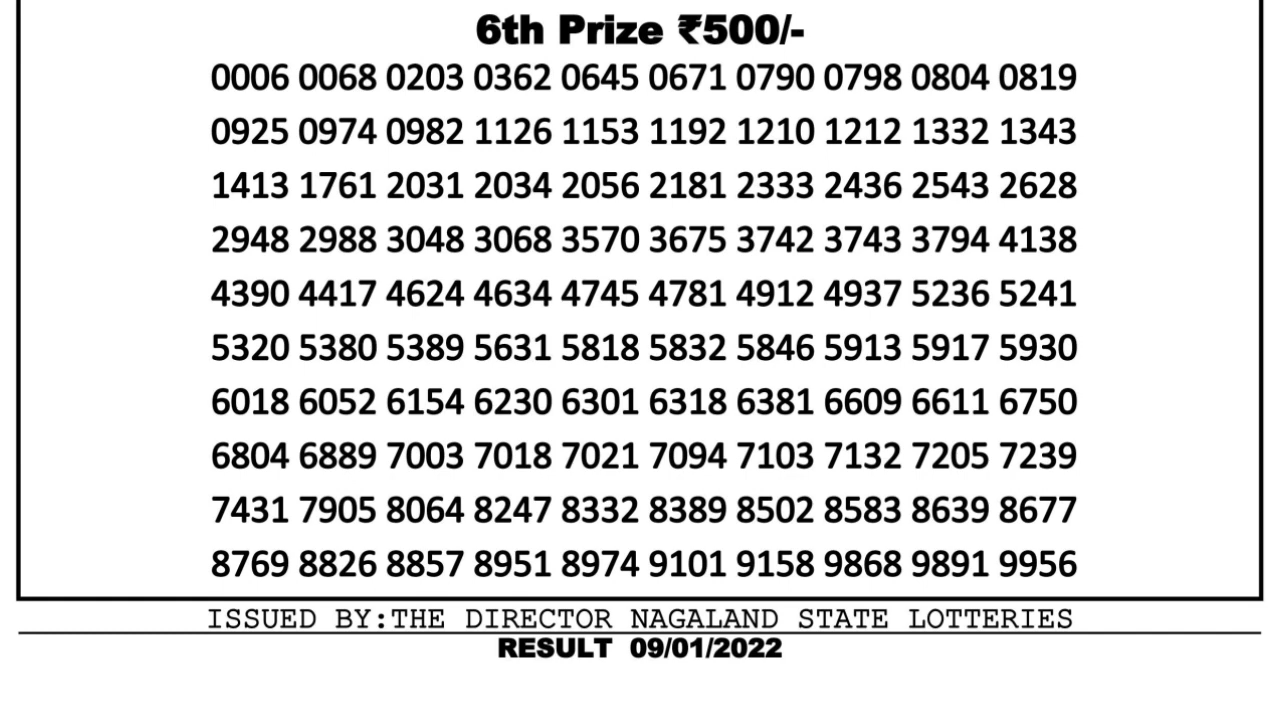 6th Prize ₹500/-
0006 0068 0203 0362 0645 0671 0790 0798 0804 0819
0925 0974 0982 1126 1153 1192 1210 1212 1332 1343
1413 1761 2031 2034 2056 2181 2333 2436 2543 2628
2948 2988 3048 3068 3570 3675 3742 3743 3794 4138
4390 4417 4624 4634 4745 4781 4912 4937 5236 5241
5320 5380 5389 5631 5818 5832 5846 5913 5917 5930
6018 6052 6154 6230 6301 6318 6381 6609 6611 6750
6804 6889 7003 7018 7021 7094 7103 7132 7205 7239
7431 7905 8064 8247 8332 8389 8502 8583 8639 8677
8769 8826 8857 8951 8974 9101 9158 9868 9891 9956
ISSUED BY:THE DIRECTOR NAGALAND STATE LOTTERIES
RESULT 09/01/2022